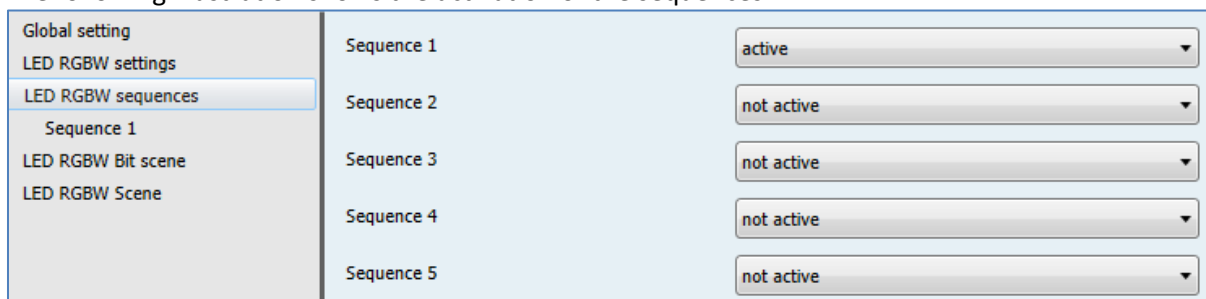 Global setting
LED RGBW settings
LED RGBW sequences
Sequence 1
LED RGBW Bit scene
LED RGBW Scene
Sequence 1 active
Sequence 2 not active
Sequence 3 not active
Sequence 4 not active
Sequence 5 not active